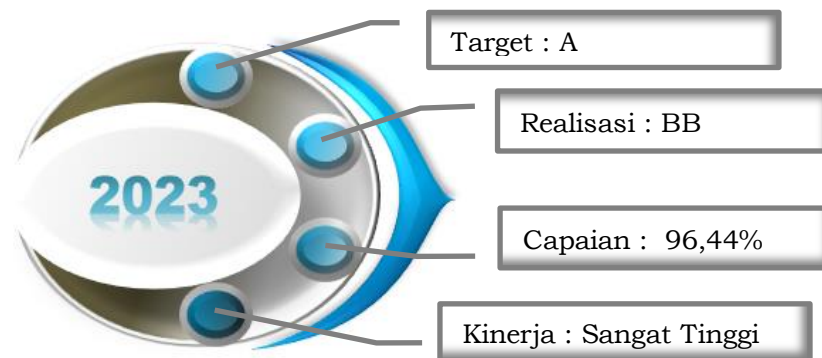 Target : A
Realisasi : BB
2023
Capaian : 96,44%
Kinerja : Sangat Tinggi